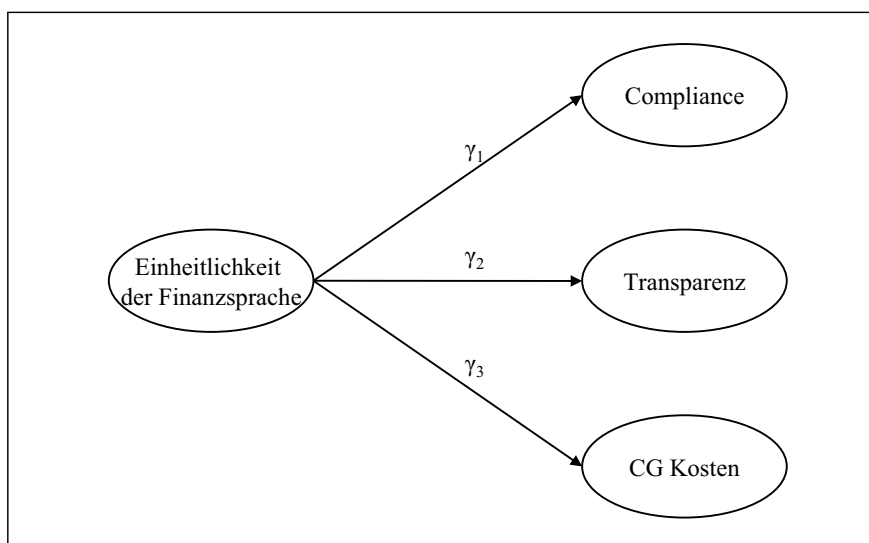 Compliance
γ₁
Einheitlichkeit
der Finanzsprache
γ₂
Transparenz
γ₃
CG Kosten